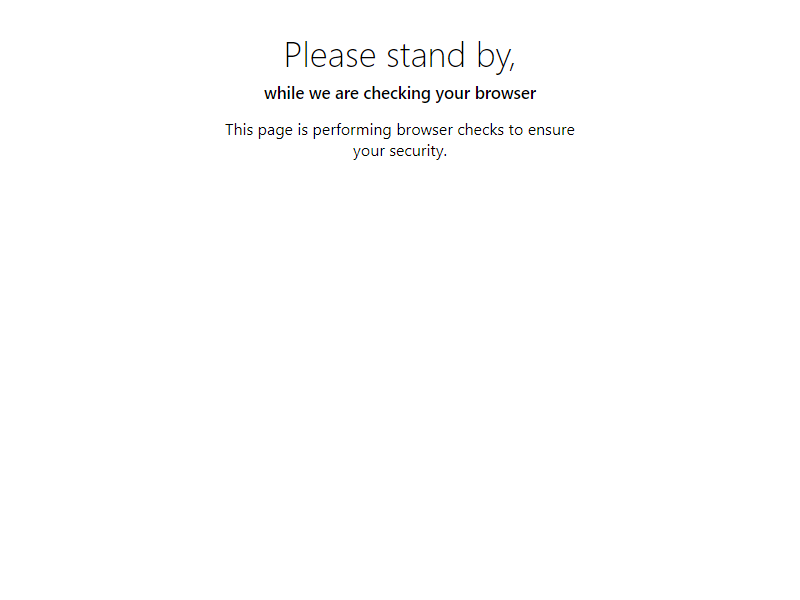 Please stand by,
while we are checking your browser
This page is performing browser checks to ensure
your security.